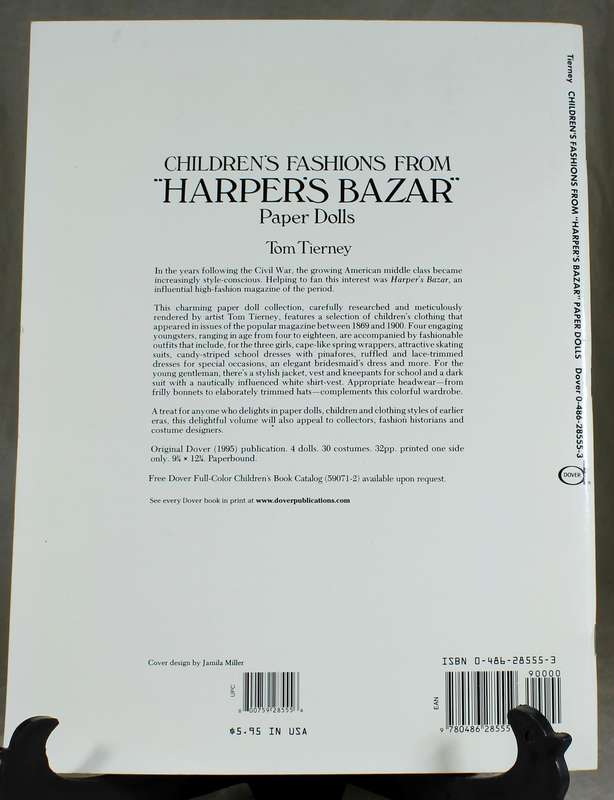 CHILDREN'S FASHIONS FROM
"HARPER'S BAZAR"
Paper Dolls
Tom Tierney
In the years following the Civil War, the growing American middle class became
increasingly style-conscious. Helping to fan this interest was Harper's Bazar, an
influential high-fashion magazine of the period.
This charming paper doll collection, carefully researched and meticulously
rendered by artist Tom Tierney, features a selection of children's clothing that
appeared in issues of the popular magazine between 1869 and 1900. Four engaging
youngsters, ranging in age from four to eighteen, are accompanied by fashionable
outfits that include, for the three girls, cape-like spring wrappers, attractive skating
suits, candy-striped school dresses with pinafores, ruffled and lace-trimmed
dresses for special occasions, an elegant bridesmaid's dress and more. For the
young gentleman, there's a stylish jacket, vest and kneepants for school and a dark
suit with a nautically influenced white shirt-vest. Appropriate headwear—from
frilly bonnets to elaborately trimmed hats—complements this colorful wardrobe.
A treat for anyone who delights in paper dolls, children and clothing styles of earlier
eras, this delightful volume will also appeal to collectors, fashion historians and
costume designers.
Original Dover (1995) publication. 4 dolls. 30 costumes. 32pp. printed one side
only. 9¼ × 12¼. Paperbound.
Free Dover Full-Color Children's Book Catalog (59071-2) available upon request.
See every Dover book in print at www.doverpublications.com
Cover design by Jamila Miller
UPC
8 00759 28555 6
$5.95 IN USA
ISBN 0-486-28555-3
90000
EAN
9 780486 28555
Tierney CHILDREN'S FASHIONS FROM "HARPER'S BAZAR" PAPER DOLLS Dover 0-486-28555-3
DOVER